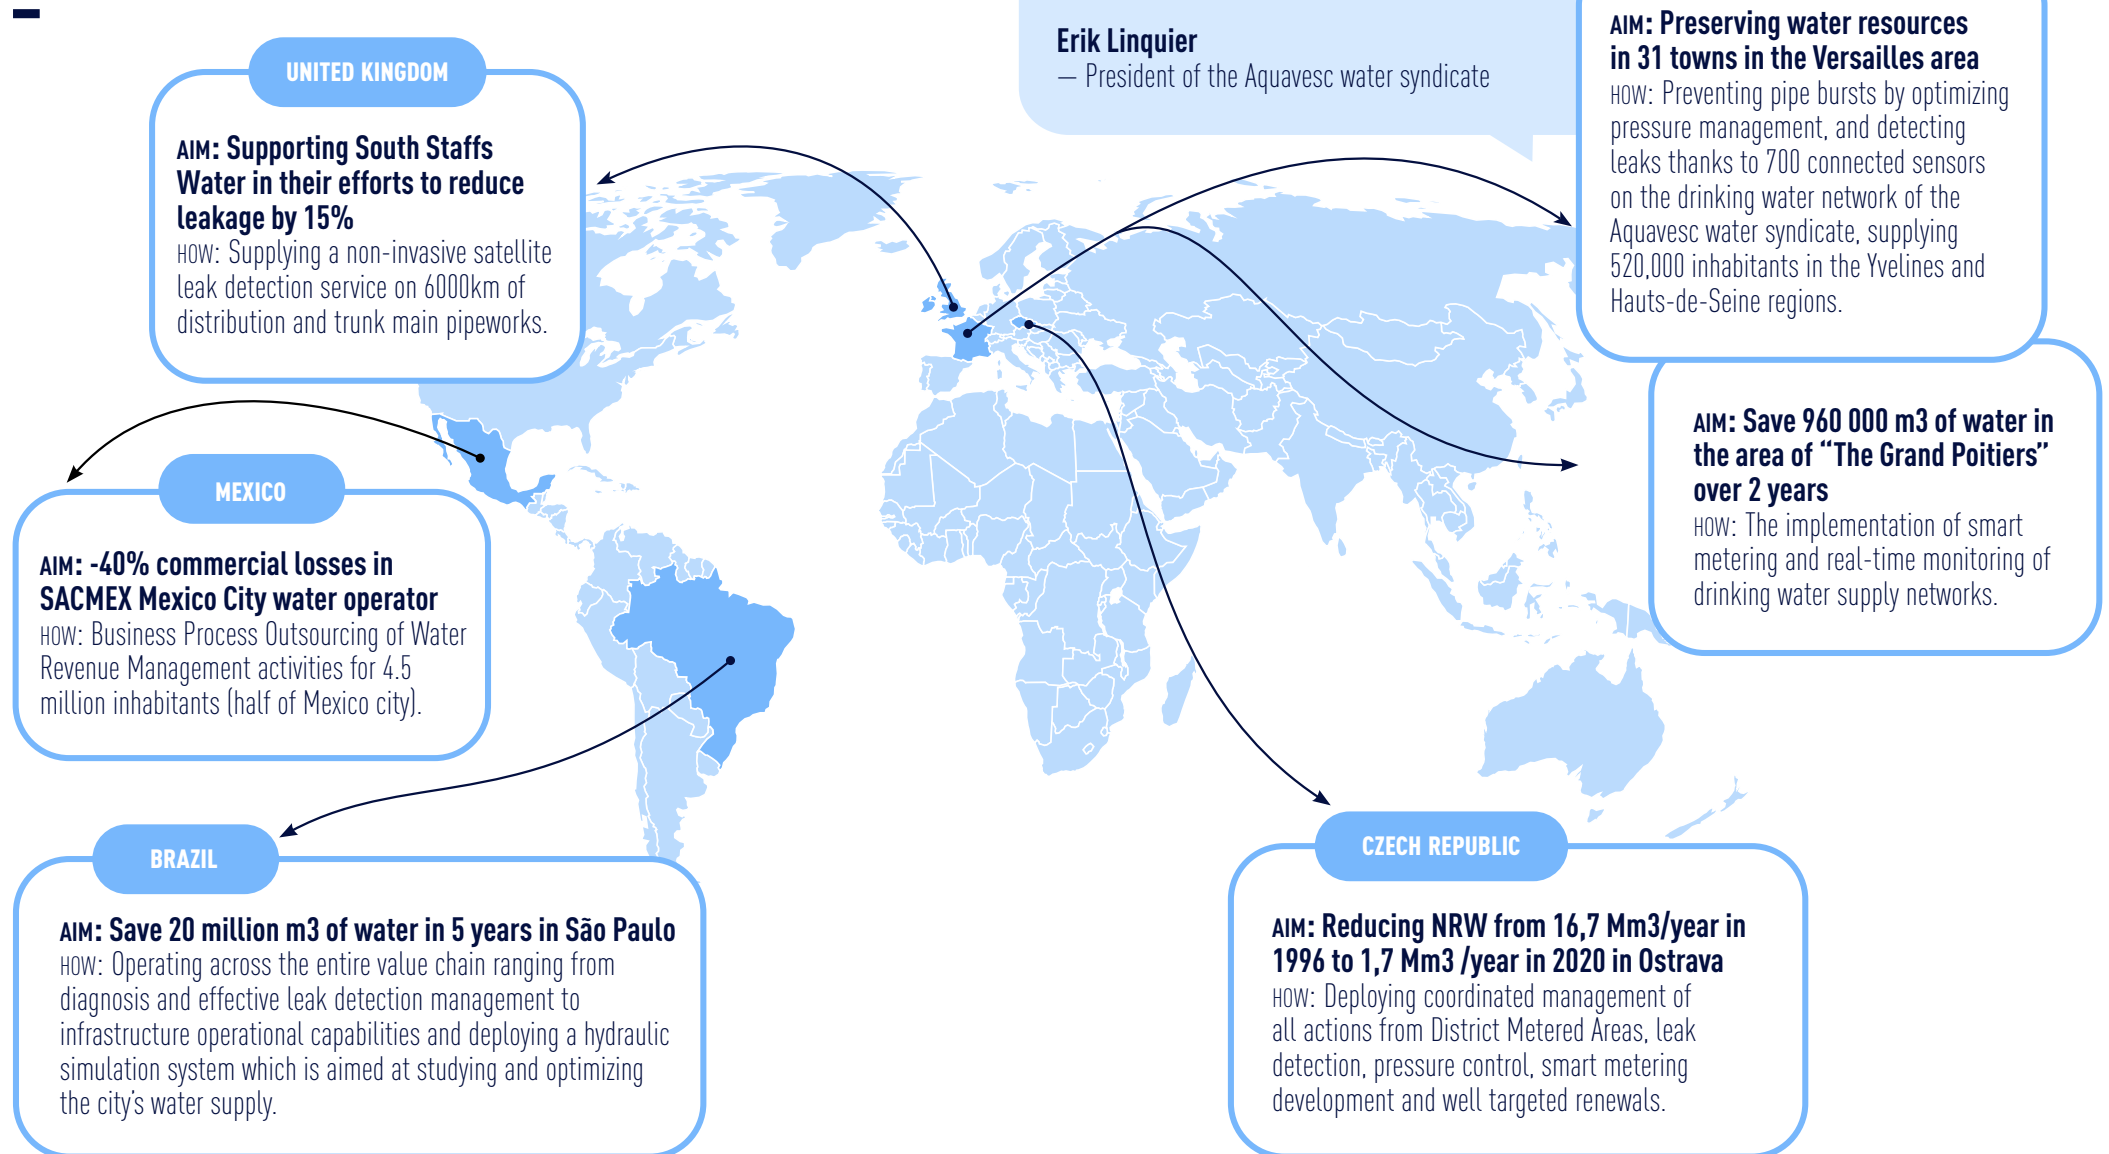 UNITED KINGDOM
AIM: Supporting South Staffs
Water in their efforts to reduce
leakage by 15%
HOW: Supplying a non-invasive satellite
leak detection service on 6000km of
distribution and trunk main pipeworks.
Erik Linquier
— President of the Aquavesc water syndicate
AIM: Preserving water resources
in 31 towns in the Versailles area
HOW: Preventing pipe bursts by optimizing
pressure management, and detecting
leaks thanks to 700 connected sensors
on the drinking water network of the
Aquavesc water syndicate, supplying
520,000 inhabitants in the Yvelines and
Hauts-de-Seine regions.
AIM: Save 960 000 m3 of water in
the area of “The Grand Poitiers”
over 2 years
HOW: The implementation of smart
metering and real-time monitoring of
drinking water supply networks.
MEXICO
AIM: -40% commercial losses in
SACMEX Mexico City water operator
HOW: Business Process Outsourcing of Water
Revenue Management activities for 4.5
million inhabitants (half of Mexico city).
BRAZIL
AIM: Save 20 million m3 of water in 5 years in São Paulo
HOW: Operating across the entire value chain ranging from
diagnosis and effective leak detection management to
infrastructure operational capabilities and deploying a hydraulic
simulation system which is aimed at studying and optimizing
the city’s water supply.
CZECH REPUBLIC
AIM: Reducing NRW from 16,7 Mm3/year in
1996 to 1,7 Mm3 /year in 2020 in Ostrava
HOW: Deploying coordinated management of
all actions from District Metered Areas, leak
detection, pressure control, smart metering
development and well targeted renewals.